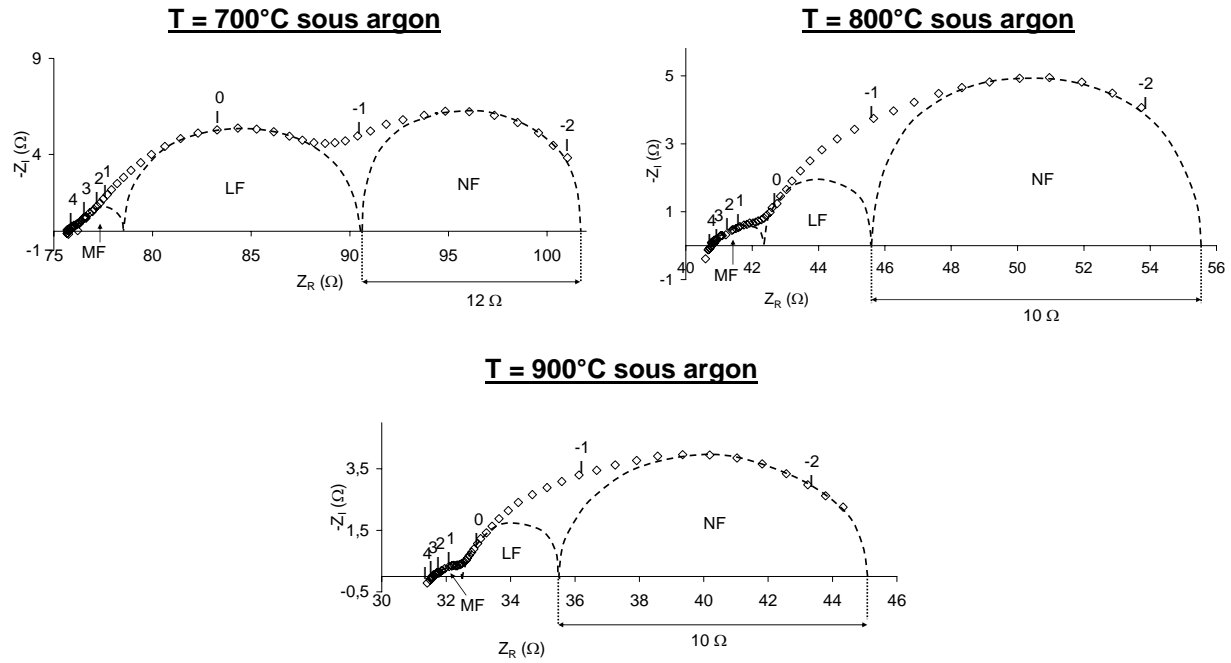 T = 700°C sous argon
9
4
-1
-Z_I (Ω)
0
-1
-2
4
3
2
1
LF
NF
MF
75
80
85
90
95
100
Z_R (Ω)
12 Ω
T = 800°C sous argon
5
3
1
-1
-Z_I (Ω)
-1
-2
0
4
3
2
1
LF
NF
MF
40
42
44
46
48
50
52
54
56
Z_R (Ω)
10 Ω
T = 900°C sous argon
3,5
1,5
-0,5
-Z_I (Ω)
-1
-2
0
4
3
2
1
LF
NF
MF
30
32
34
36
38
40
42
44
46
Z_R (Ω)
10 Ω